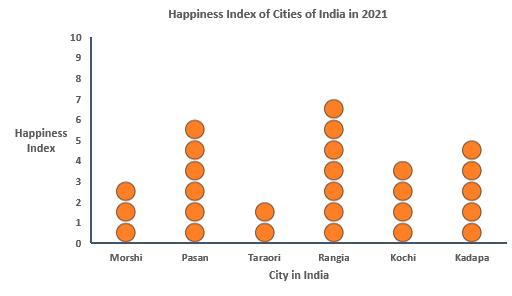 Happiness Index of Cities of India in 2021
10
9
8
7
6
5
4
3
2
1
0
Happiness
Index
Morshi Pasan Taraori Rangia Kochi Kadapa
City in India